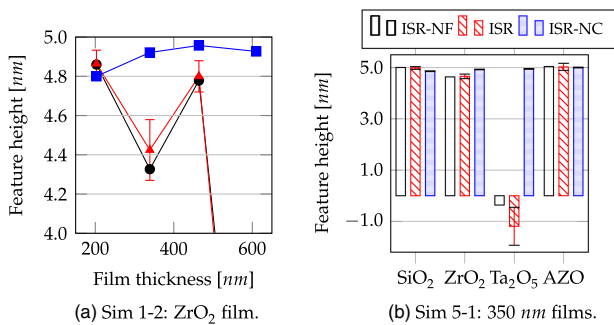 ISR-NF ISR ISR-NC
5.0
4.8
4.6
4.4
4.2
4.0
Feature height [nm]
200 400 600
Film thickness [nm]
(a) Sim 1-2: ZrO2 film.
5.0
3.0
1.0
−1.0
Feature height [nm]
SiO2 ZrO2 Ta2O5 AZO
(b) Sim 5-1: 350 nm films.